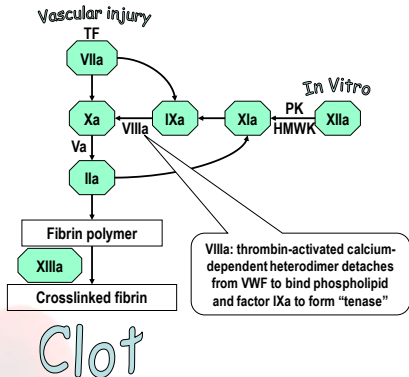 Vascular injury
TF
VIIa
In Vitro
Xa
VIIIa
IXa
XIa
PK
HMWK
XIIa
Va
IIa
Fibrin polymer
XIIIa
Crosslinked fibrin
VIIIa: thrombin-activated calcium-
dependent heterodimer detaches
from VWF to bind phospholipid
and factor IXa to form “tenase”
Clot